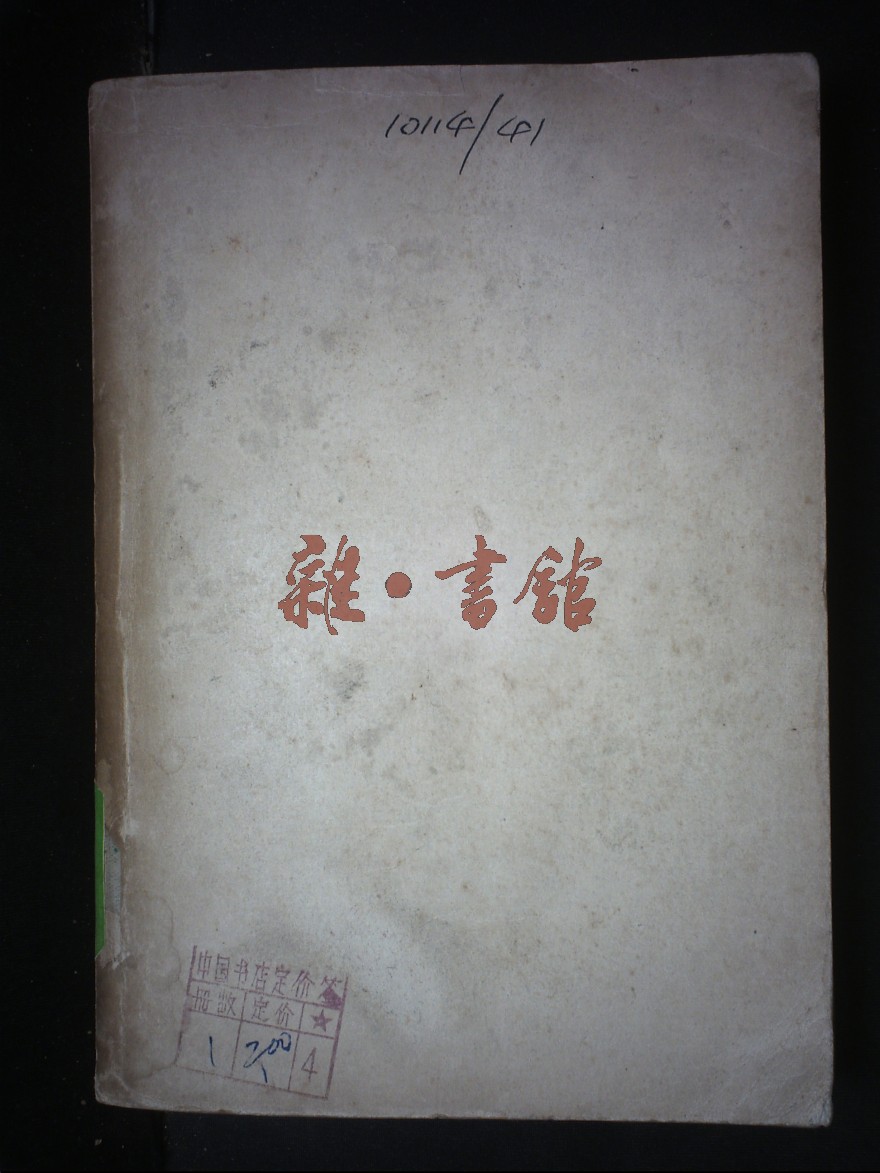 10114/41
雜·書館
中国书店定价签
册数 定价 ★
1 2.00 4